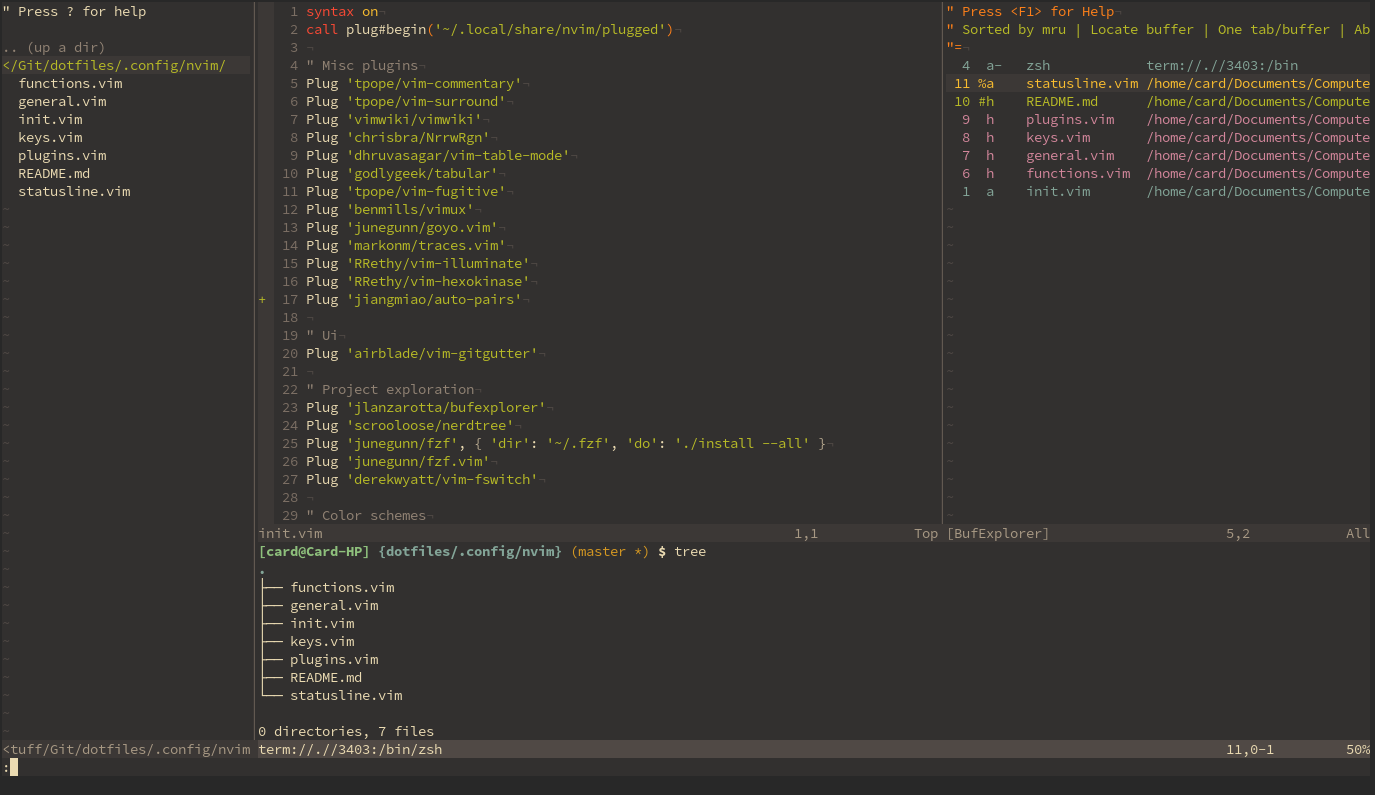 " Press ? for help
.. (up a dir)
</Git/dotfiles/.config/nvim/
functions.vim
general.vim
init.vim
keys.vim
plugins.vim
README.md
statusline.vim
<tuff/Git/dotfiles/.config/nvim
1 syntax on¬
2 call plug#begin('~/.local/share/nvim/plugged')¬
3 ¬
4 " Misc plugins¬
5 Plug 'tpope/vim-commentary'¬
6 Plug 'tpope/vim-surround'¬
7 Plug 'vimwiki/vimwiki'¬
8 Plug 'chrisbra/NrrwRgn'¬
9 Plug 'dhruvasagar/vim-table-mode'¬
10 Plug 'godlygeek/tabular'¬
11 Plug 'tpope/vim-fugitive'¬
12 Plug 'benmills/vimux'¬
13 Plug 'junegunn/goyo.vim'¬
14 Plug 'markonm/traces.vim'¬
15 Plug 'RRethy/vim-illuminate'¬
16 Plug 'RRethy/vim-hexokinase'¬
+ 17 Plug 'jiangmiao/auto-pairs'¬
18 ¬
19 " Ui¬
20 Plug 'airblade/vim-gitgutter'¬
21 ¬
22 " Project exploration¬
23 Plug 'jlanzarotta/bufexplorer'¬
24 Plug 'scrooloose/nerdtree'¬
25 Plug 'junegunn/fzf', { 'dir': '~/.fzf', 'do': './install --all' }¬
26 Plug 'junegunn/fzf.vim'¬
27 Plug 'derekwyatt/vim-fswitch'¬
28 ¬
29 " Color schemes¬
init.vim 1,1 Top
" Press <F1> for Help¬
" Sorted by mru | Locate buffer | One tab/buffer | Ab
"=¬
4 a- zsh term://.//3403:/bin
11 %a statusline.vim /home/card/Documents/Compute
10 #h README.md /home/card/Documents/Compute
9 h plugins.vim /home/card/Documents/Compute
8 h keys.vim /home/card/Documents/Compute
7 h general.vim /home/card/Documents/Compute
6 h functions.vim /home/card/Documents/Compute
1 a init.vim /home/card/Documents/Compute
[BufExplorer] 5,2 All
[card@Card-HP] {dotfiles/.config/nvim} (master *) $ tree
.
├── functions.vim
├── general.vim
├── init.vim
├── keys.vim
├── plugins.vim
├── README.md
└── statusline.vim
0 directories, 7 files
term://.//3403:/bin/zsh 11,0-1 50%
: